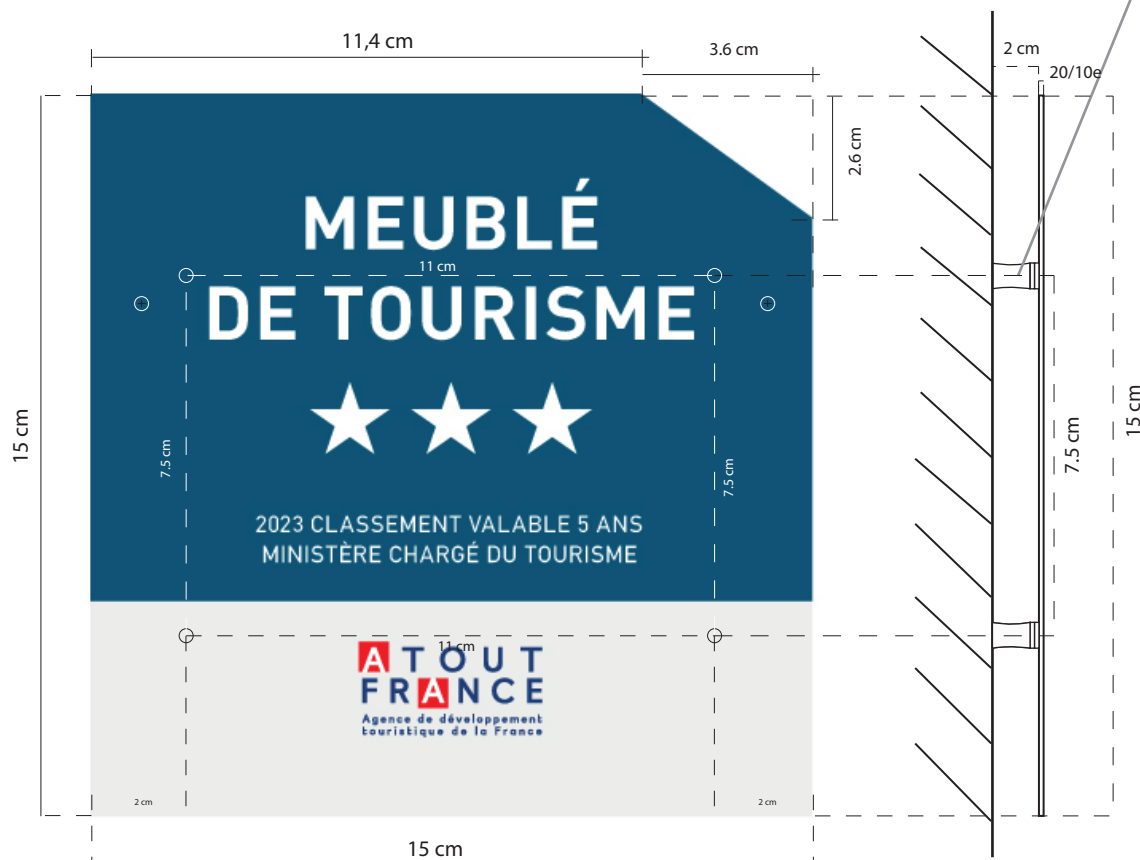 11,4 cm
3.6 cm
2 cm
20/10e
2.6 cm
MEUBLÉ
11 cm
DE TOURISME
15 cm
7.5 cm
7.5 cm
7.5 cm
15 cm
2023 CLASSEMENT VALABLE 5 ANS
MINISTÈRE CHARGÉ DU TOURISME
11 cm
ATOUT
FRANCE
Agence de développement
touristique de la France
2 cm
2 cm
15 cm